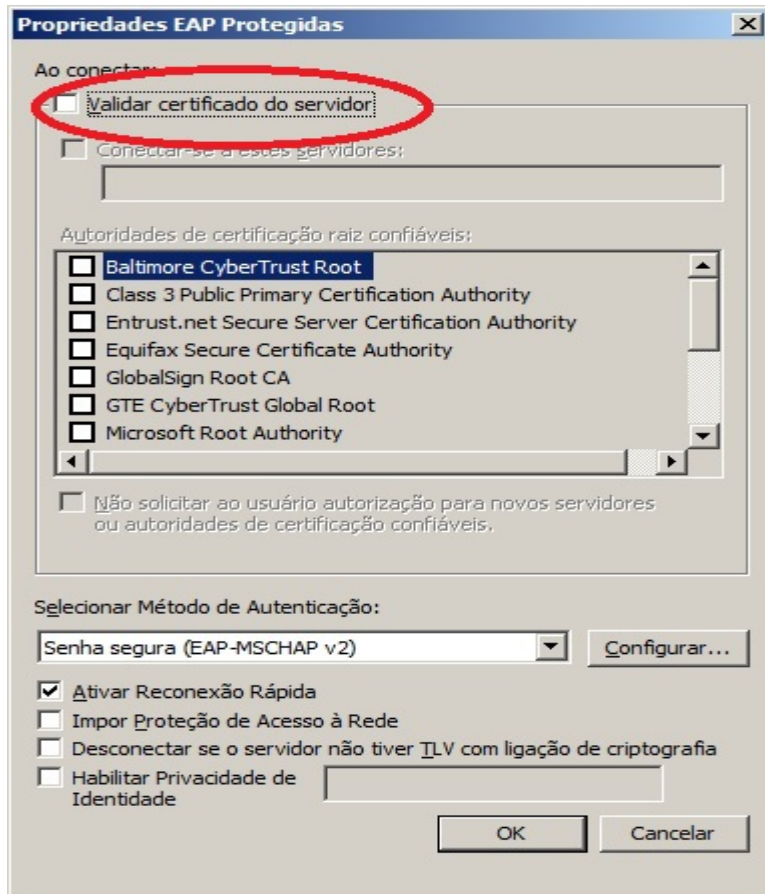 Propriedades EAP Protegidas
Ao conectar:
Validar certificado do servidor
Conectar-se a estes servidores:
Autoridades de certificação raiz confiáveis:
Baltimore CyberTrust Root
Class 3 Public Primary Certification Authority
Entrust.net Secure Server Certification Authority
Equifax Secure Certificate Authority
GlobalSign Root CA
GTE CyberTrust Global Root
Microsoft Root Authority
Não solicitar ao usuário autorização para novos servidores
ou autoridades de certificação confiáveis.
Selecionar Método de Autenticação:
Senha segura (EAP-MSCHAP v2)
Configurar...
Ativar Reconexão Rápida
Impor Proteção de Acesso à Rede
Desconectar se o servidor não tiver TLV com ligação de criptografia
Habilitar Privacidade de
Identidade
OK
Cancelar